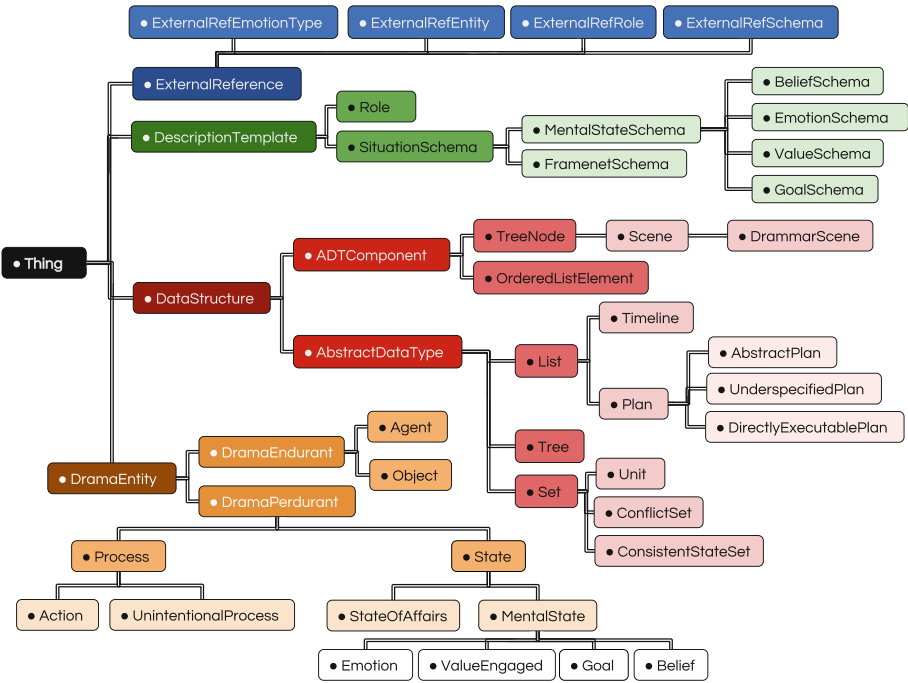 ● ExternalRefEmotionType
● ExternalRefEntity
● ExternalRefRole
● ExternalRefSchema
● ExternalReference
● DescriptionTemplate
● Role
● SituationSchema
● MentalStateSchema
● FramenetSchema
● BeliefSchema
● EmotionSchema
● ValueSchema
● GoalSchema
● Thing
● DataStructure
● ADTComponent
● TreeNode
● Scene
● DrammarScene
● OrderedListElement
● AbstractDataType
● List
● Timeline
● Plan
● AbstractPlan
● UnderspecifiedPlan
● DirectlyExecutablePlan
● Tree
● Set
● Unit
● ConflictSet
● ConsistentStateSet
● DramaEntity
● DramaEndurant
● Agent
● Object
● DramaPerdurant
● Process
● State
● Action
● UnintentionalProcess
● StateOfAffairs
● MentalState
● Emotion
● ValueEngaged
● Goal
● Belief